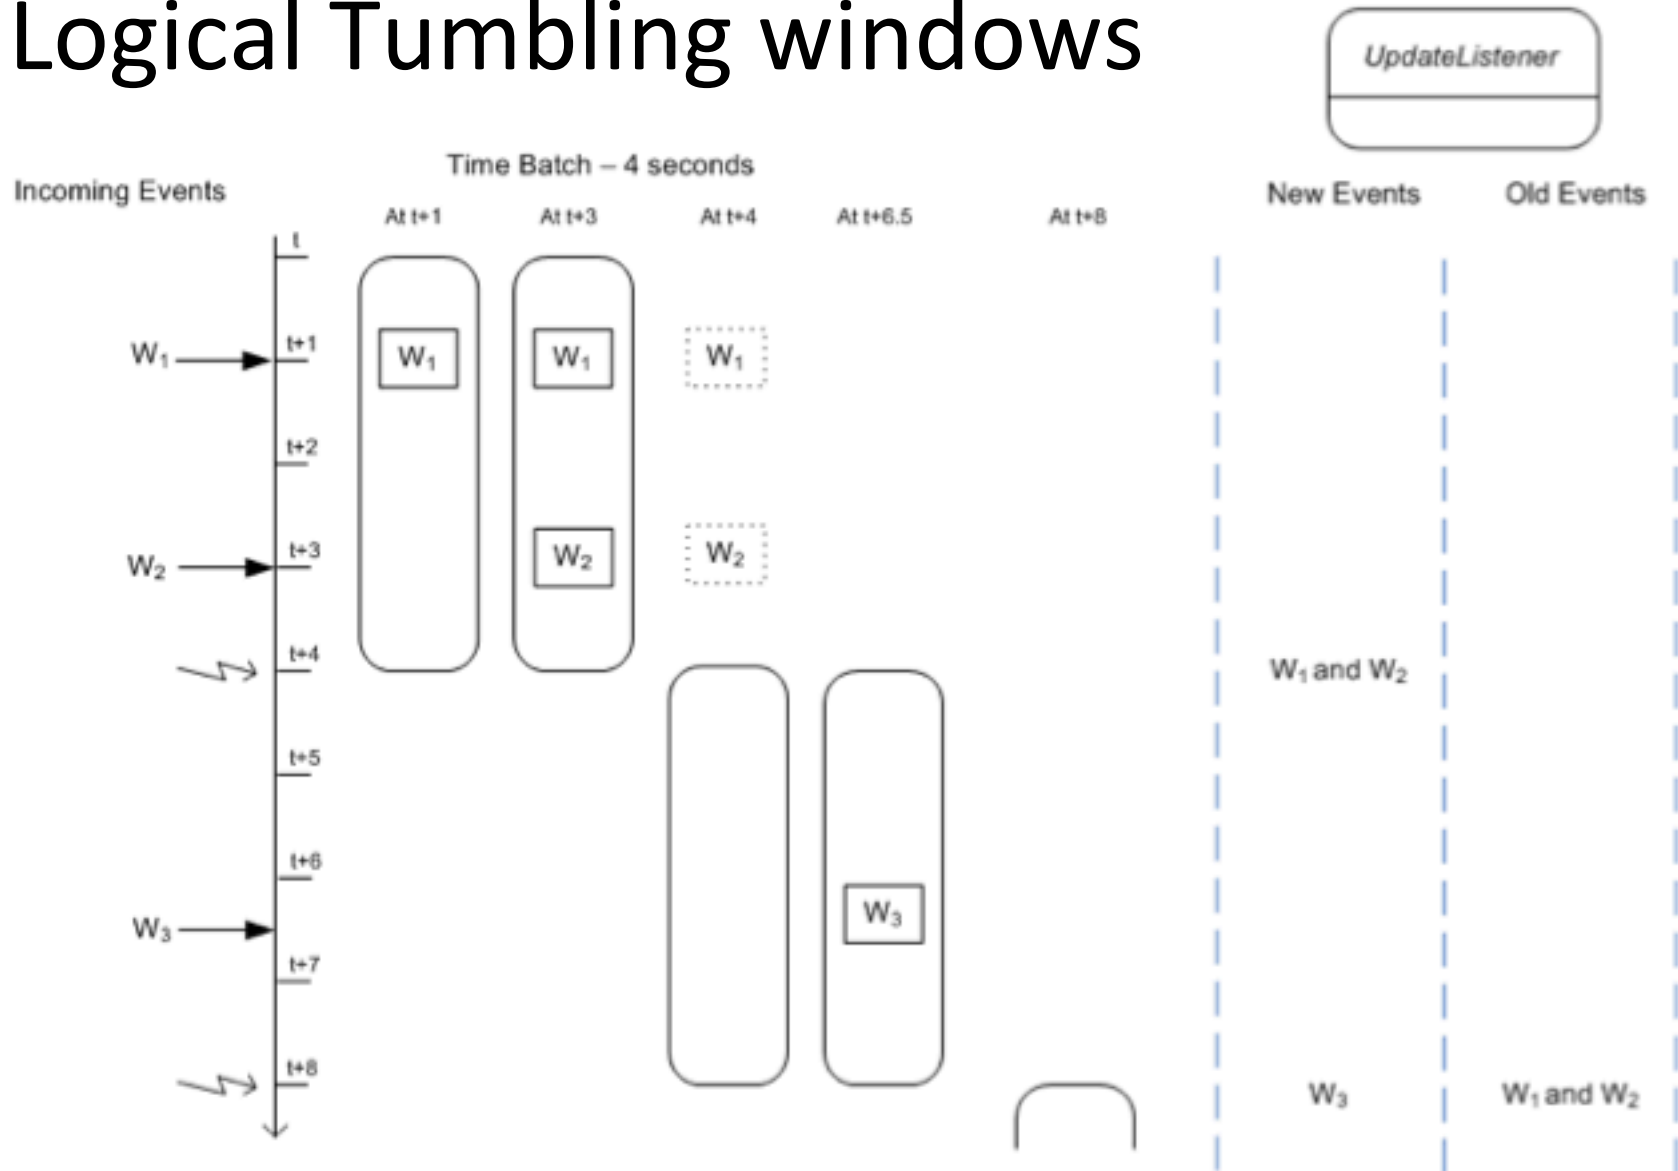 Logical Tumbling windows
UpdateListener
Time Batch – 4 seconds
Incoming Events
New Events
Old Events
At t+1
At t+3
At t+4
At t+6.5
At t+8
t
W₁
t+1
W₁
W₁
W₁
t+2
W₂
t+3
W₂
W₂
t+4
W₁ and W₂
t+5
t+6
W₃
W₃
t+7
t+8
W₃
W₁ and W₂